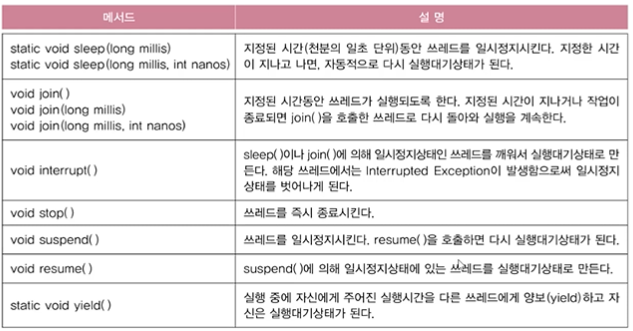 메서드
설 명
static void sleep(long millis)
static void sleep(long millis, int nanos)
지정된 시간(천분의 일초 단위)동안 쓰레드를 일시정지시킨다. 지정한 시간
이 지나고 나면, 자동적으로 다시 실행대기상태가 된다.
void join( )
void join(long millis)
void join(long millis, int nanos)
지정된 시간동안 쓰레드가 실행되도록 한다. 지정된 시간이 지나거나 작업이
종료되면 join( )을 호출한 쓰레드로 다시 돌아와 실행을 계속한다.
void interrupt( )
sleep( )이나 join( )에 의해 일시정지상태인 쓰레드를 깨워서 실행대기상태로 만
든다. 해당 쓰레드에서는 Interrupted Exception이 발생함으로써 일시정지
상태를 벗어나게 된다.
void stop( )
쓰레드를 즉시 종료시킨다.
void suspend( )
쓰레드를 일시정지시킨다. resume( )을 호출하면 다시 실행대기상태가 된다.
void resume( )
suspend( )에 의해 일시정지상태에 있는 쓰레드를 실행대기상태로 만든다.
static void yield( )
실행 중에 자신에게 주어진 실행시간을 다른 쓰레드에게 양보(yield)하고 자
신은 실행대기상태가 된다.